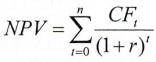 NPV = \sum_{t=0}^{n} \frac{CF_t}{(1+r)^t}